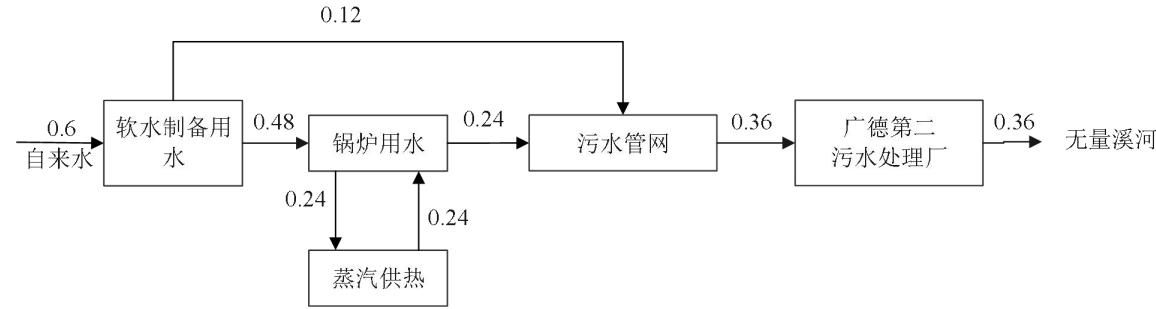 0.12
0.6
自来水
软水制备用
水
0.48
锅炉用水
0.24
污水管网
0.36
广德第二
污水处理厂
0.36
无量溪河
0.24
0.24
蒸汽供热